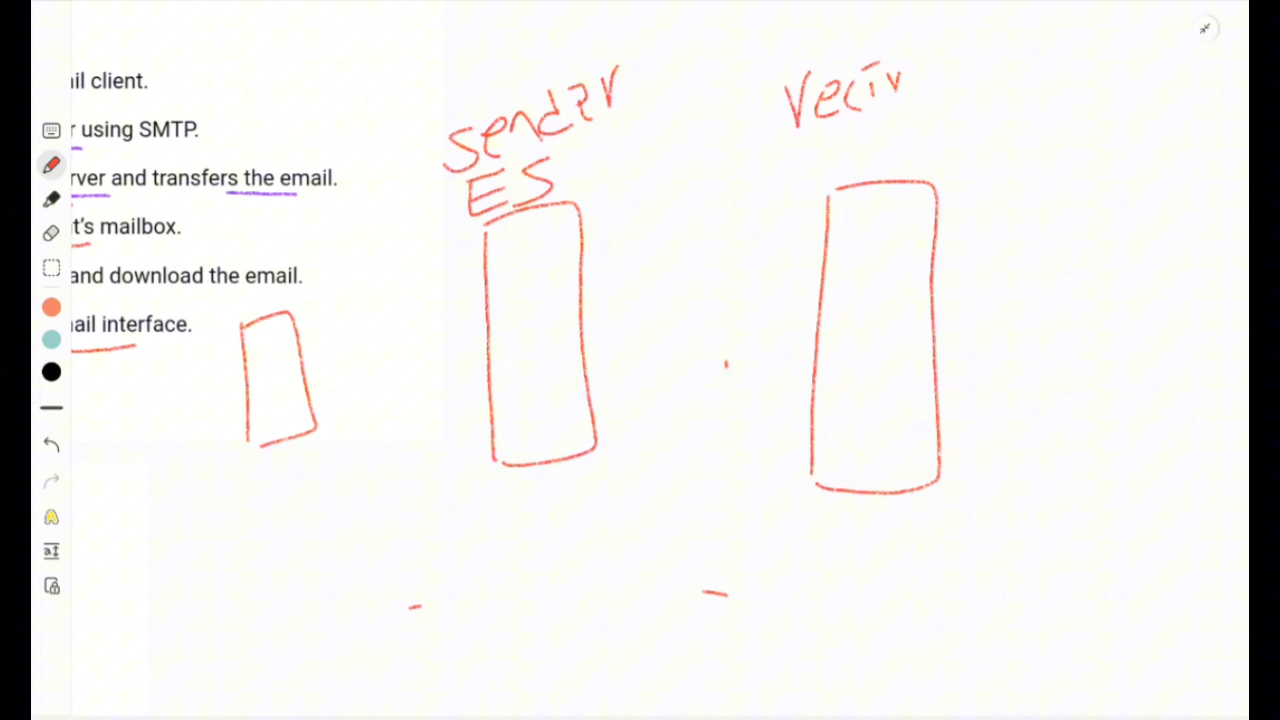 il client.
r using SMTP.
rver and transfers the email.
t's mailbox.
and download the email.
ail interface.
sender
ES
reciv